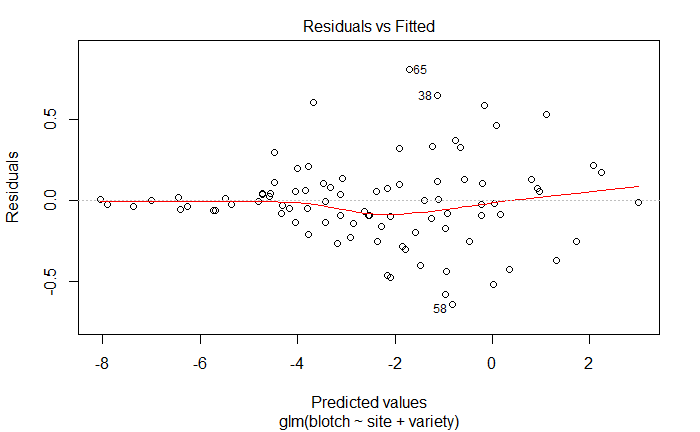 Residuals vs Fitted
Residuals
0.5
0.0
-0.5
65
38
58
-8 -6 -4 -2 0 2
Predicted values
glm(blotch ~ site + variety)